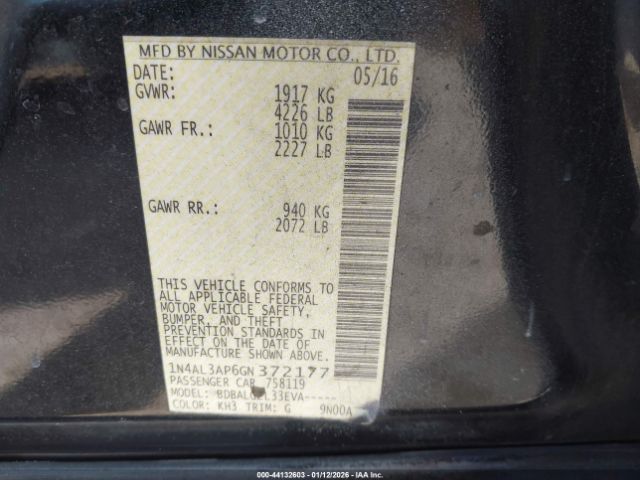 MFD BY NISSAN MOTOR CO., LTD.
DATE: 05/16
GVWR: 1917 KG
4226 LB
GAWR FR.: 1010 KG
2227 LB
GAWR RR.: 940 KG
2072 LB
THIS VEHICLE CONFORMS TO
ALL APPLICABLE FEDERAL
MOTOR VEHICLE SAFETY,
BUMPER, AND THEFT
PREVENTION STANDARDS IN
EFFECT ON THE DATE OF
MANUFACTURE SHOWN ABOVE.
1N4AL3AP6GN 372177
PASSENGER CAR 758119
MODEL:
COLOR: KH3 TRIM: G 9N00A
000-44132603 - 01/12/2026 - IAA Inc.